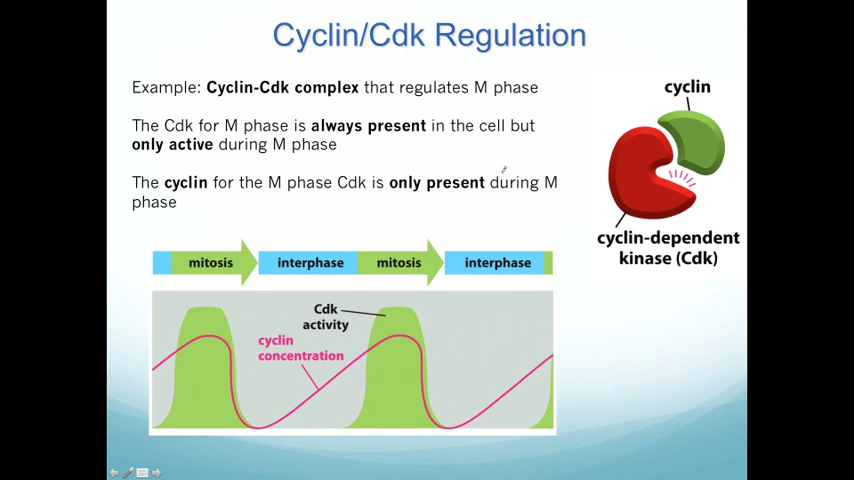 Cyclin/Cdk Regulation
Example: Cyclin-Cdk complex that regulates M phase
The Cdk for M phase is always present in the cell but
only active during M phase
The cyclin for the M phase Cdk is only present during M
phase
cyclin
cyclin-dependent
kinase (Cdk)
mitosis
interphase
mitosis
interphase
Cdk
activity
cyclin
concentration